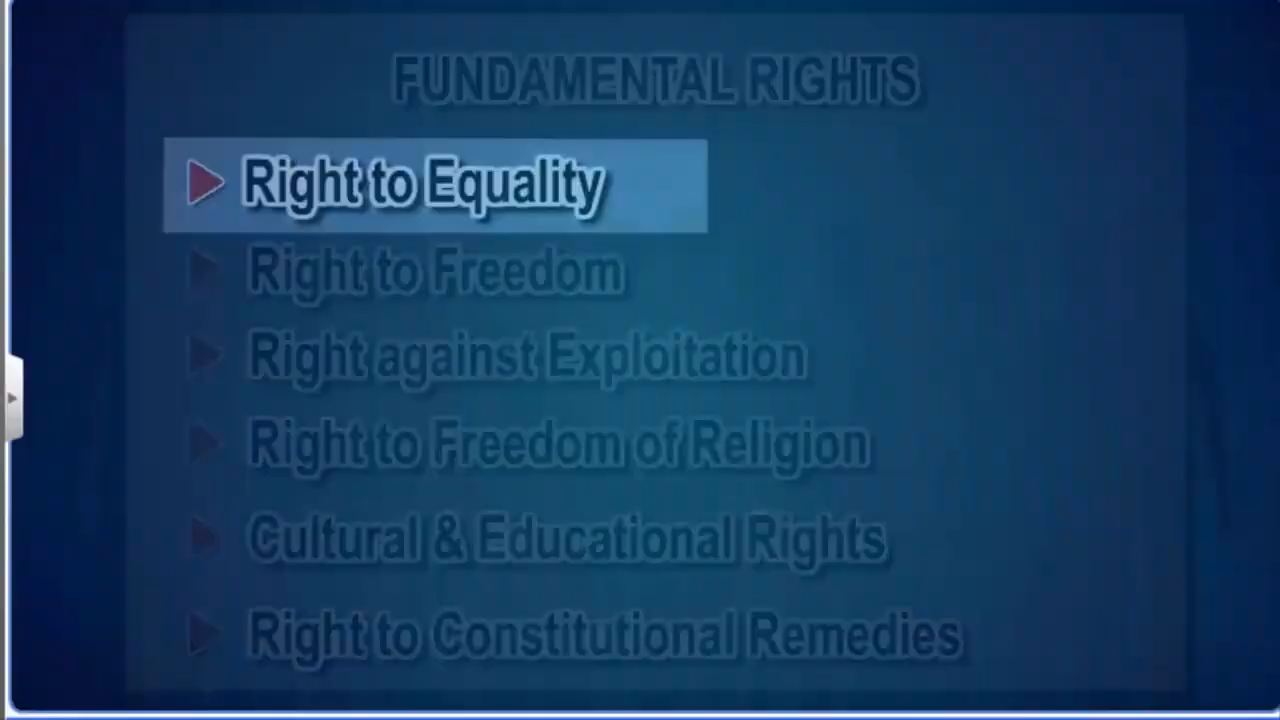 FUNDAMENTAL RIGHTS
Right to Equality
Right to Freedom
Right against Exploitation
Right to Freedom of Religion
Cultural & Educational Rights
Right to Constitutional Remedies